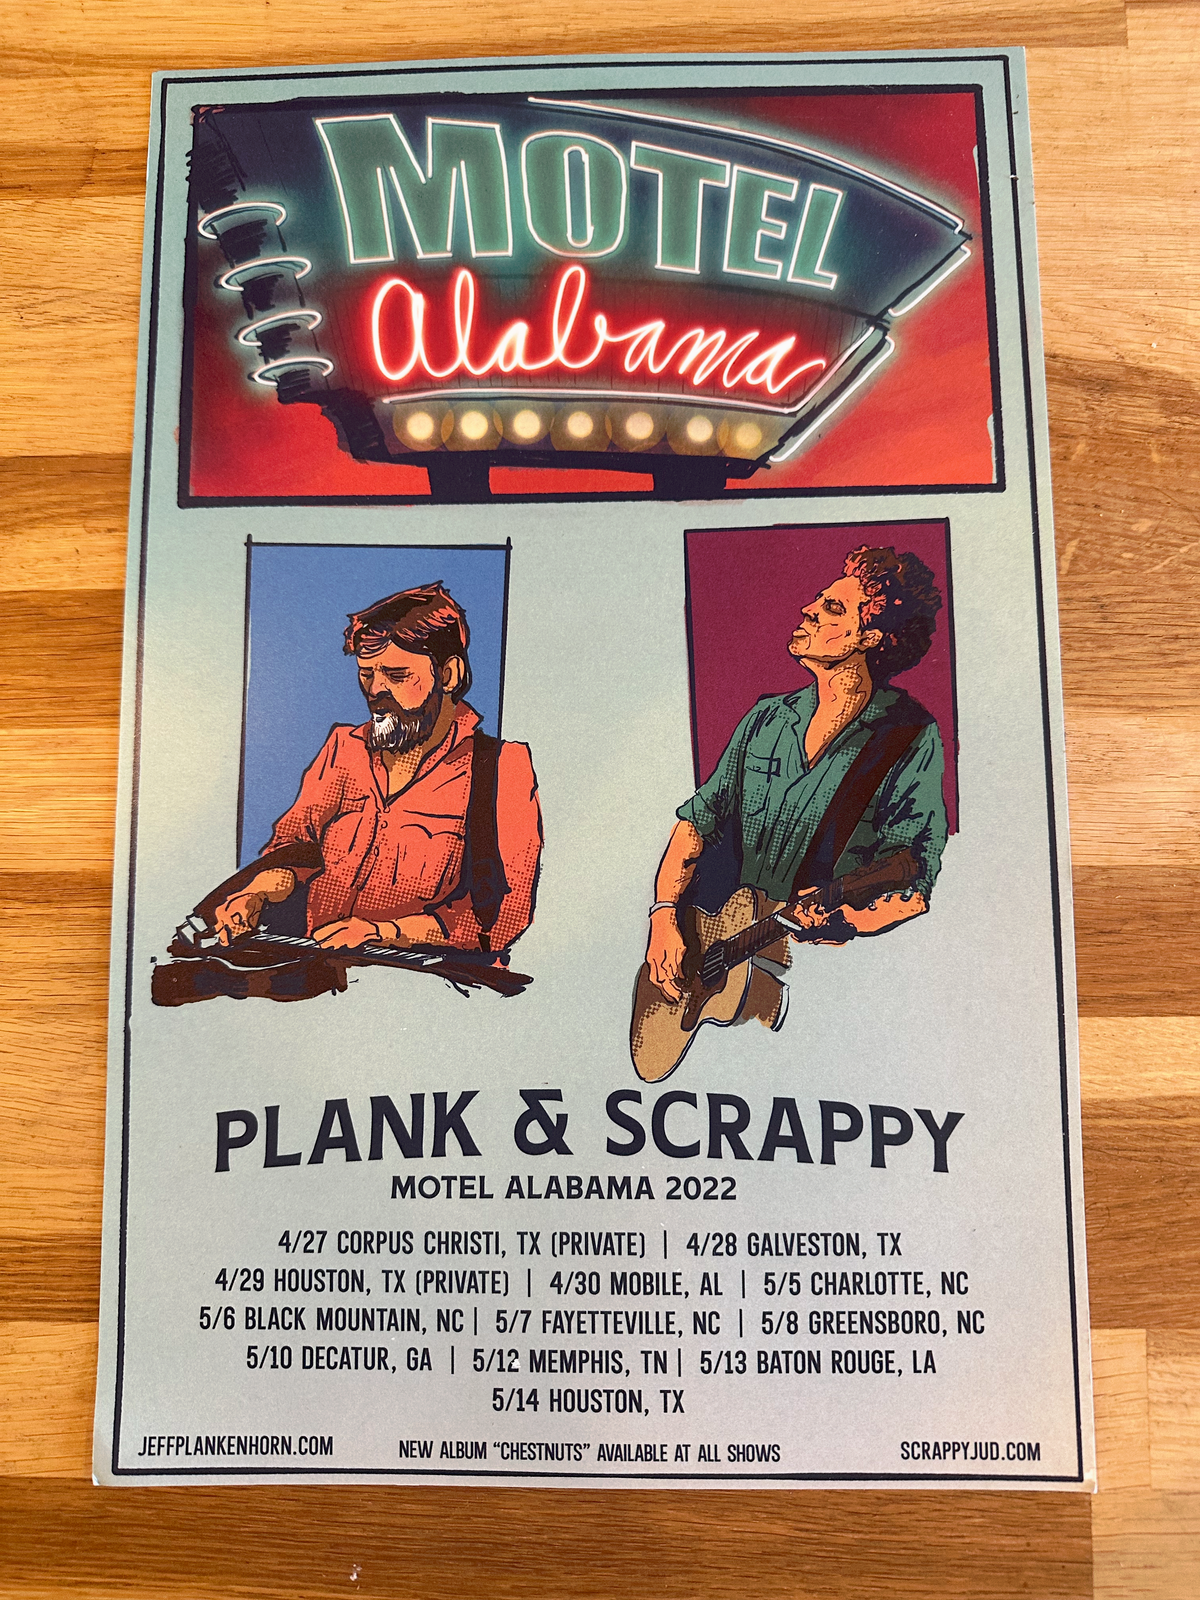 MOTEL
Alabama
PLANK & SCRAPPY
MOTEL ALABAMA 2022
4/27 CORPUS CHRISTI, TX (PRIVATE) | 4/28 GALVESTON, TX
4/29 HOUSTON, TX (PRIVATE) | 4/30 MOBILE, AL | 5/5 CHARLOTTE, NC
5/6 BLACK MOUNTAIN, NC | 5/7 FAYETTEVILLE, NC | 5/8 GREENSBORO, NC
5/10 DECATUR, GA | 5/12 MEMPHIS, TN | 5/13 BATON ROUGE, LA
5/14 HOUSTON, TX
JEFFPLANKENHORN.COM NEW ALBUM “CHESTNUTS” AVAILABLE AT ALL SHOWS SCRAPPYJUD.COM